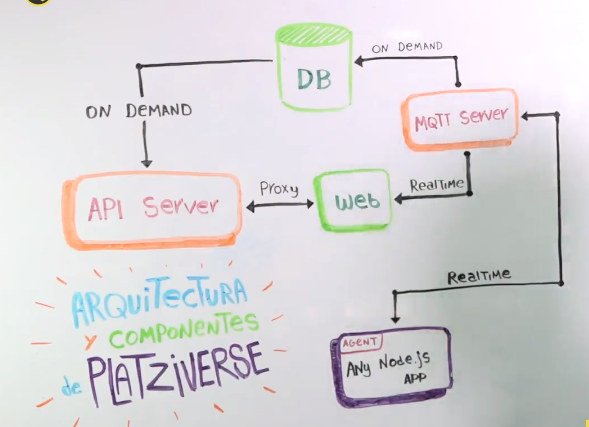 DB
ON DEMAND
ON DEMAND
MQTT Server
API Server
Proxy
Web
RealTime
RealTime
ARQuiTecTURA
y COMPONENTES
de PLATZiVERSE
AGENT
ANy Node.js
APP